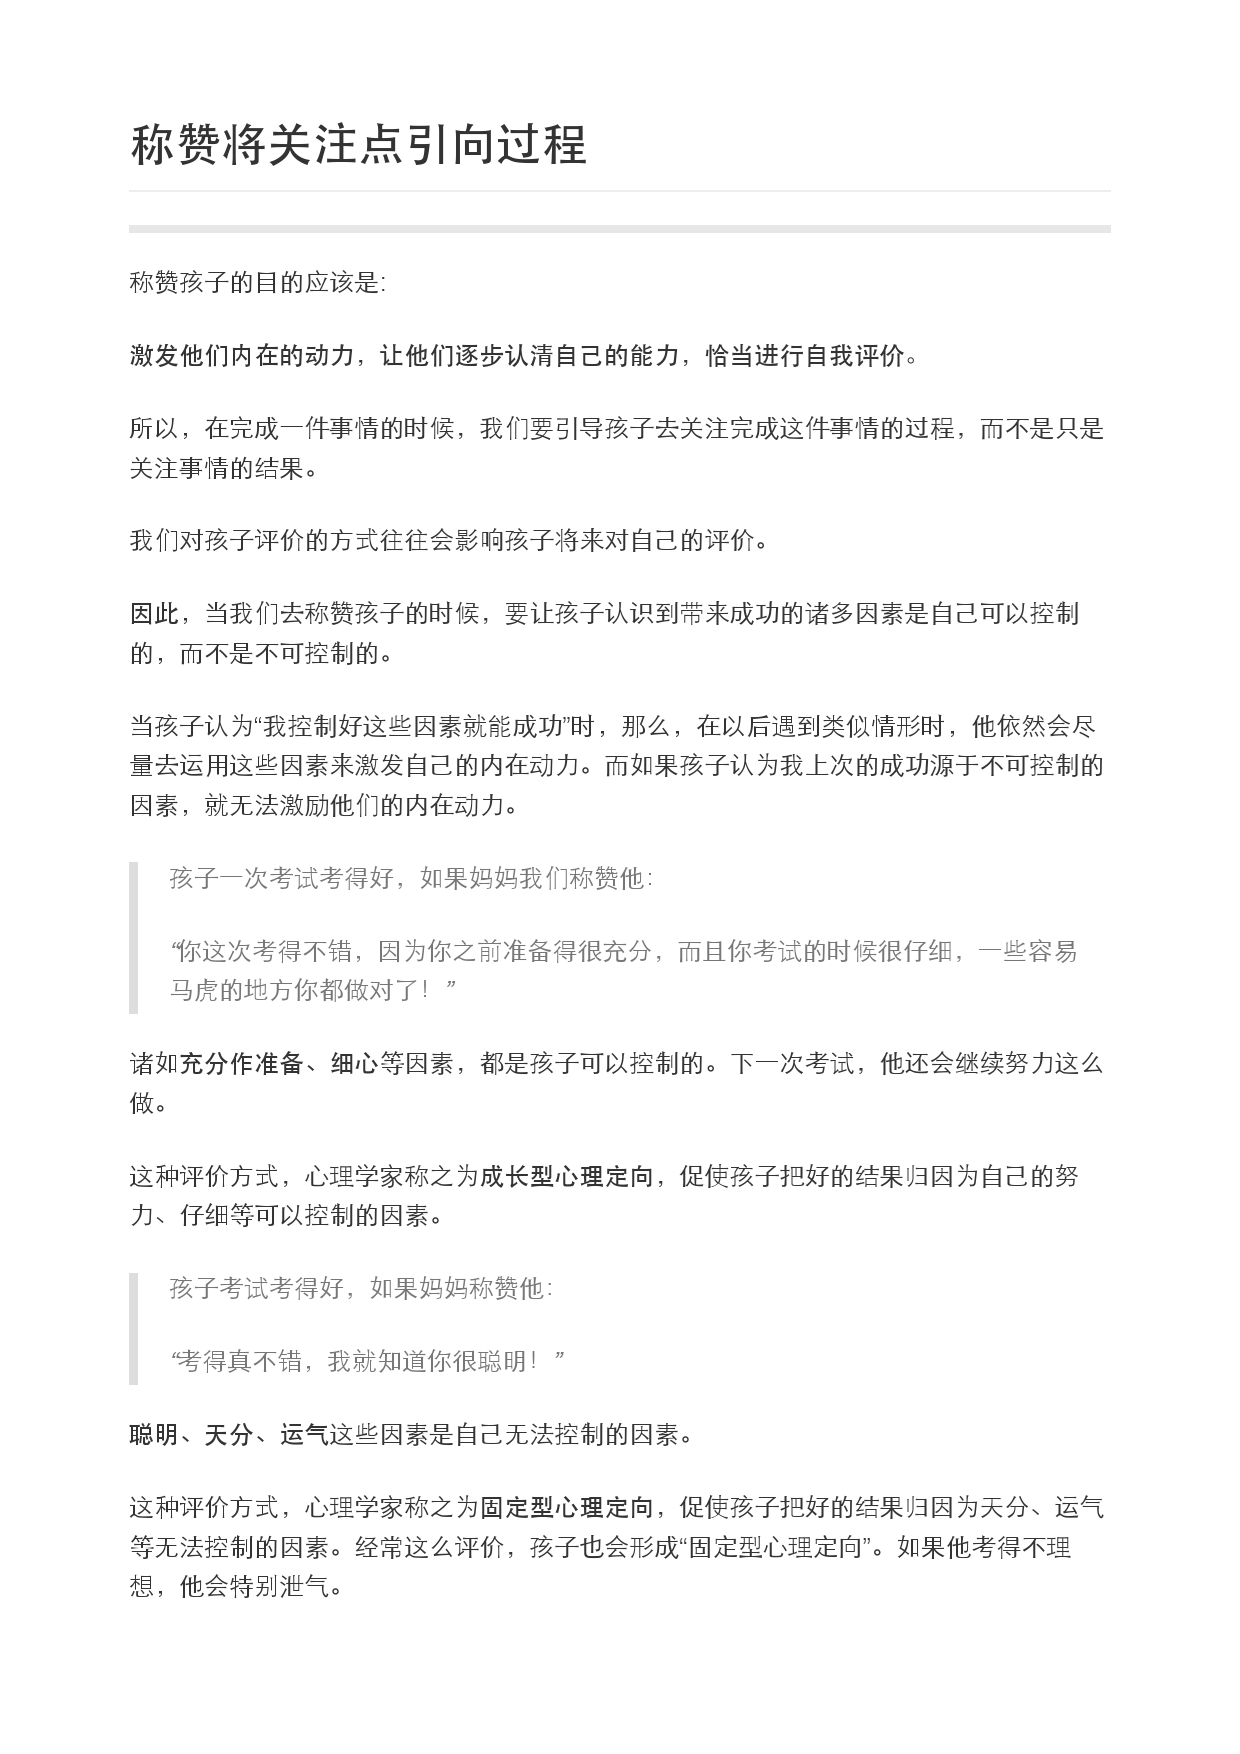 称赞将关注点引向过程
称赞孩子的目的应该是:
激发他们内在的动力，让他们逐步认清自己的能力，恰当进行自我评价。
所以，在完成一件事情的时候，我们要引导孩子去关注完成这件事情的过程，而不是只是
关注事情的结果。
我们对孩子评价的方式往往会影响孩子将来对自己的评价。
因此，当我们去称赞孩子的时候，要让孩子认识到带来成功的诸多因素是自己可以控制
的，而不是不可控制的。
当孩子认为“我控制好这些因素就能成功”时，那么，在以后遇到类似情形时，他依然会尽
量去运用这些因素来激发自己的内在动力。而如果孩子认为我上次的成功源于不可控制的
因素，就无法激励他们的内在动力。
孩子一次考试考得好，如果妈妈我们称赞他:
“你这次考得不错，因为你之前准备得很充分，而且你考试的时候很仔细，一些容易
马虎的地方你都做对了！”
诸如充分作准备、细心等因素，都是孩子可以控制的。下一次考试，他还会继续努力这么
做。
这种评价方式，心理学家称之为成长型心理定向，促使孩子把好的结果归因为自己的努
力、仔细等可以控制的因素。
孩子考试考得好，如果妈妈称赞他:
“考得真不错，我就知道你很聪明！”
聪明、天分、运气这些因素是自己无法控制的因素。
这种评价方式，心理学家称之为固定型心理定向，促使孩子把好的结果归因为天分、运气
等无法控制的因素。经常这么评价，孩子也会形成“固定型心理定向”。如果他考得不理
想，他会特别泄气。